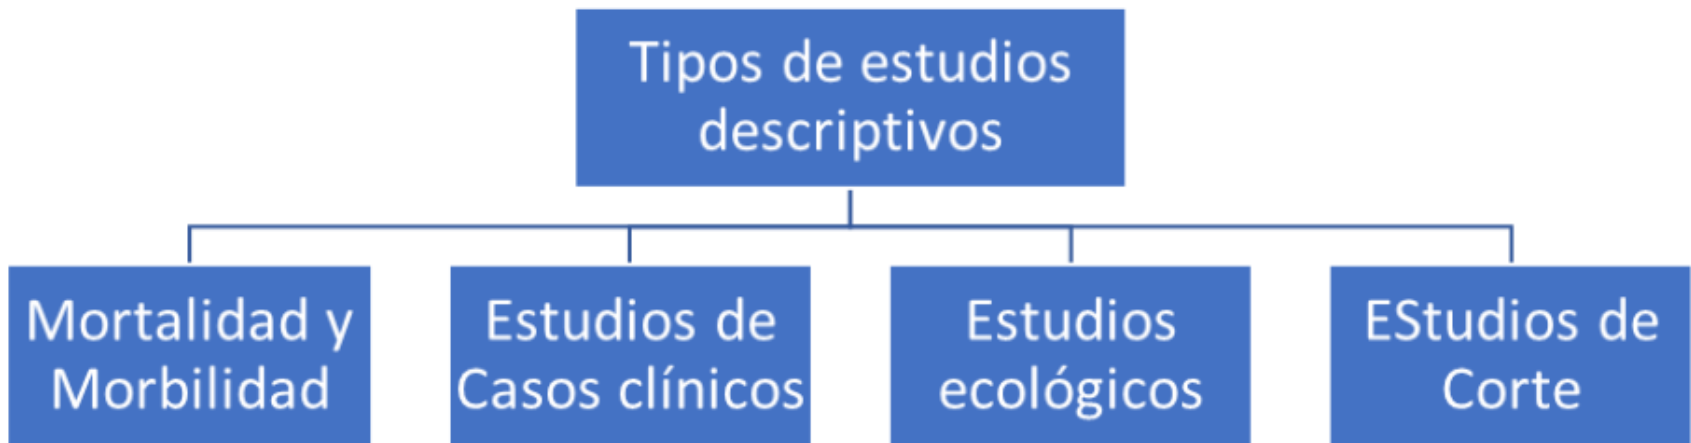 Tipos de estudios
descriptivos
Mortalidad y
Morbilidad
Estudios de
Casos clínicos
Estudios
ecológicos
EStudios de
Corte